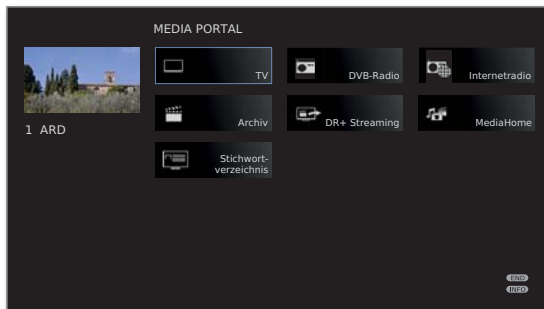 MEDIA PORTAL
TV
DVB-Radio
Internetradio
1 ARD
Archiv
DR+ Streaming
MediaHome
Stichwort-
verzeichnis
END
INFO